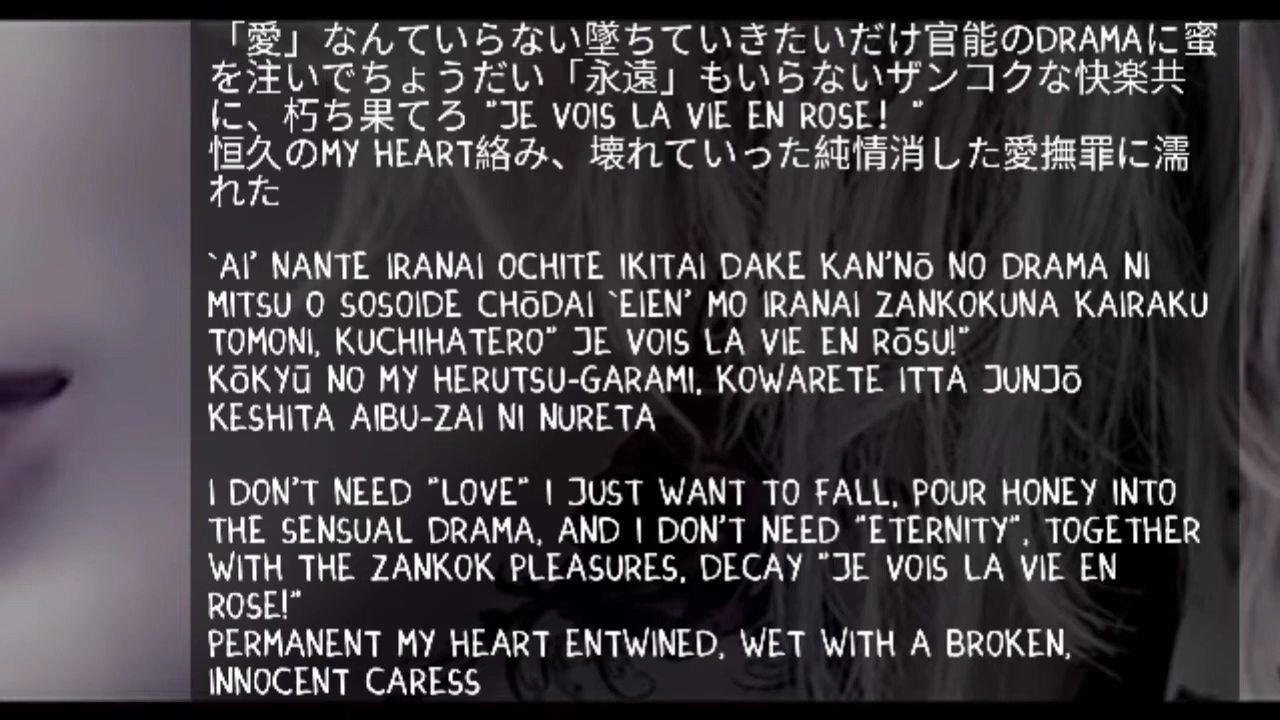 「愛」なんていらない墜ちていきたいだけ官能のDRAMAに蜜
を注いでちょうだい「永遠」もいらないザンコクな快楽共
に、朽ち果てろ "JE VOIS LA VIE EN ROSE! "
恒久のMY HEART絡み、壊れていった純情消した愛撫罪に濡
れた
`AI' NANTE IRANAI OCHITE IKITAI DAKE KAN'Nō NO DRAMA NI
MITSU O SOSOIDE CHōDAI `EIEN' MO IRANAI ZANKOKUNA KAIRAKU
TOMONI, KUCHIHATERO" JE VOIS LA VIE EN RōSU!"
KōKYū NO MY HERUTSU-GARAMI, KOWARETE ITTA JUNJō
KESHITA AIBU-ZAI NI NURETA
I DON'T NEED "LOVE" I JUST WANT TO FALL, POUR HONEY INTO
THE SENSUAL DRAMA, AND I DON'T NEED "ETERNITY", TOGETHER
WITH THE ZANKOK PLEASURES, DECAY "JE VOIS LA VIE EN
ROSE!"
PERMANENT MY HEART ENTWINED, WET WITH A BROKEN,
INNOCENT CARESS